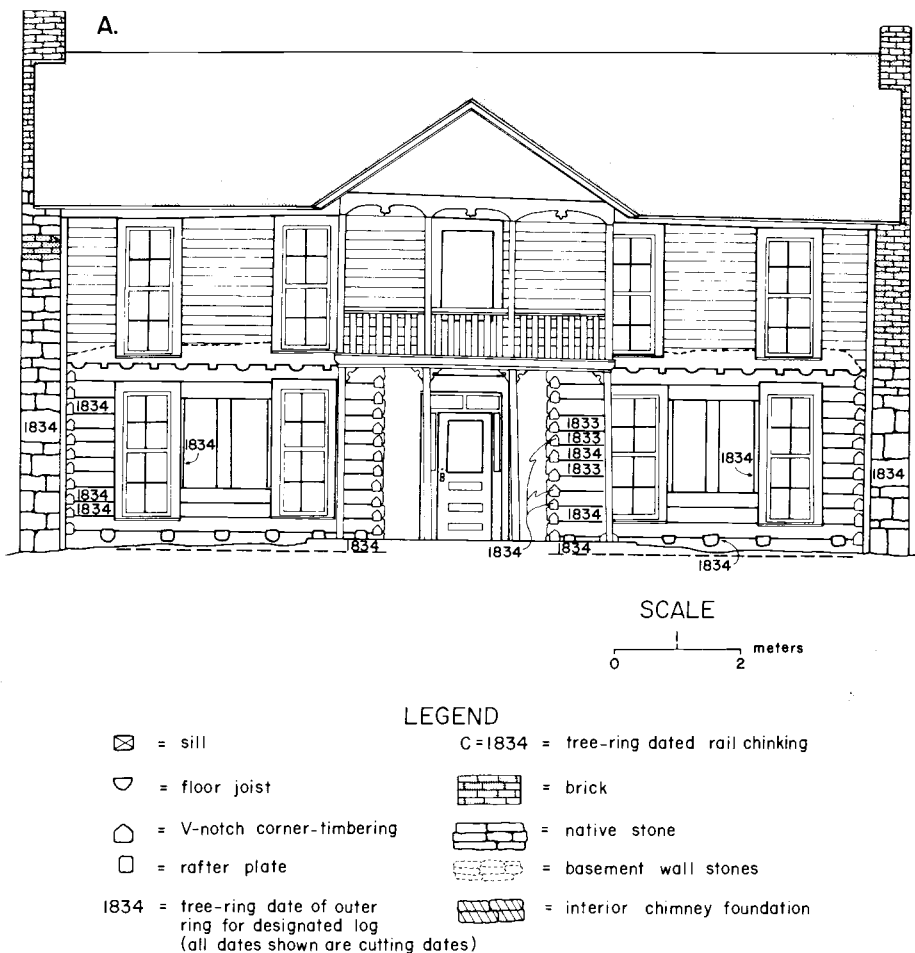 A.
1834
1834
1834
1834
1834
1834
1834
1833
1833
1834
1833
1834
1834
1834
1834
1834
1834
SCALE
0 2 meters
LEGEND
= sill
= floor joist
= V-notch corner-timbering
= rafter plate
1834 = tree-ring date of outer
ring for designated log
(all dates shown are cutting dates)
C=1834 = tree-ring dated rail chinking
= brick
= native stone
= basement wall stones
= interior chimney foundation